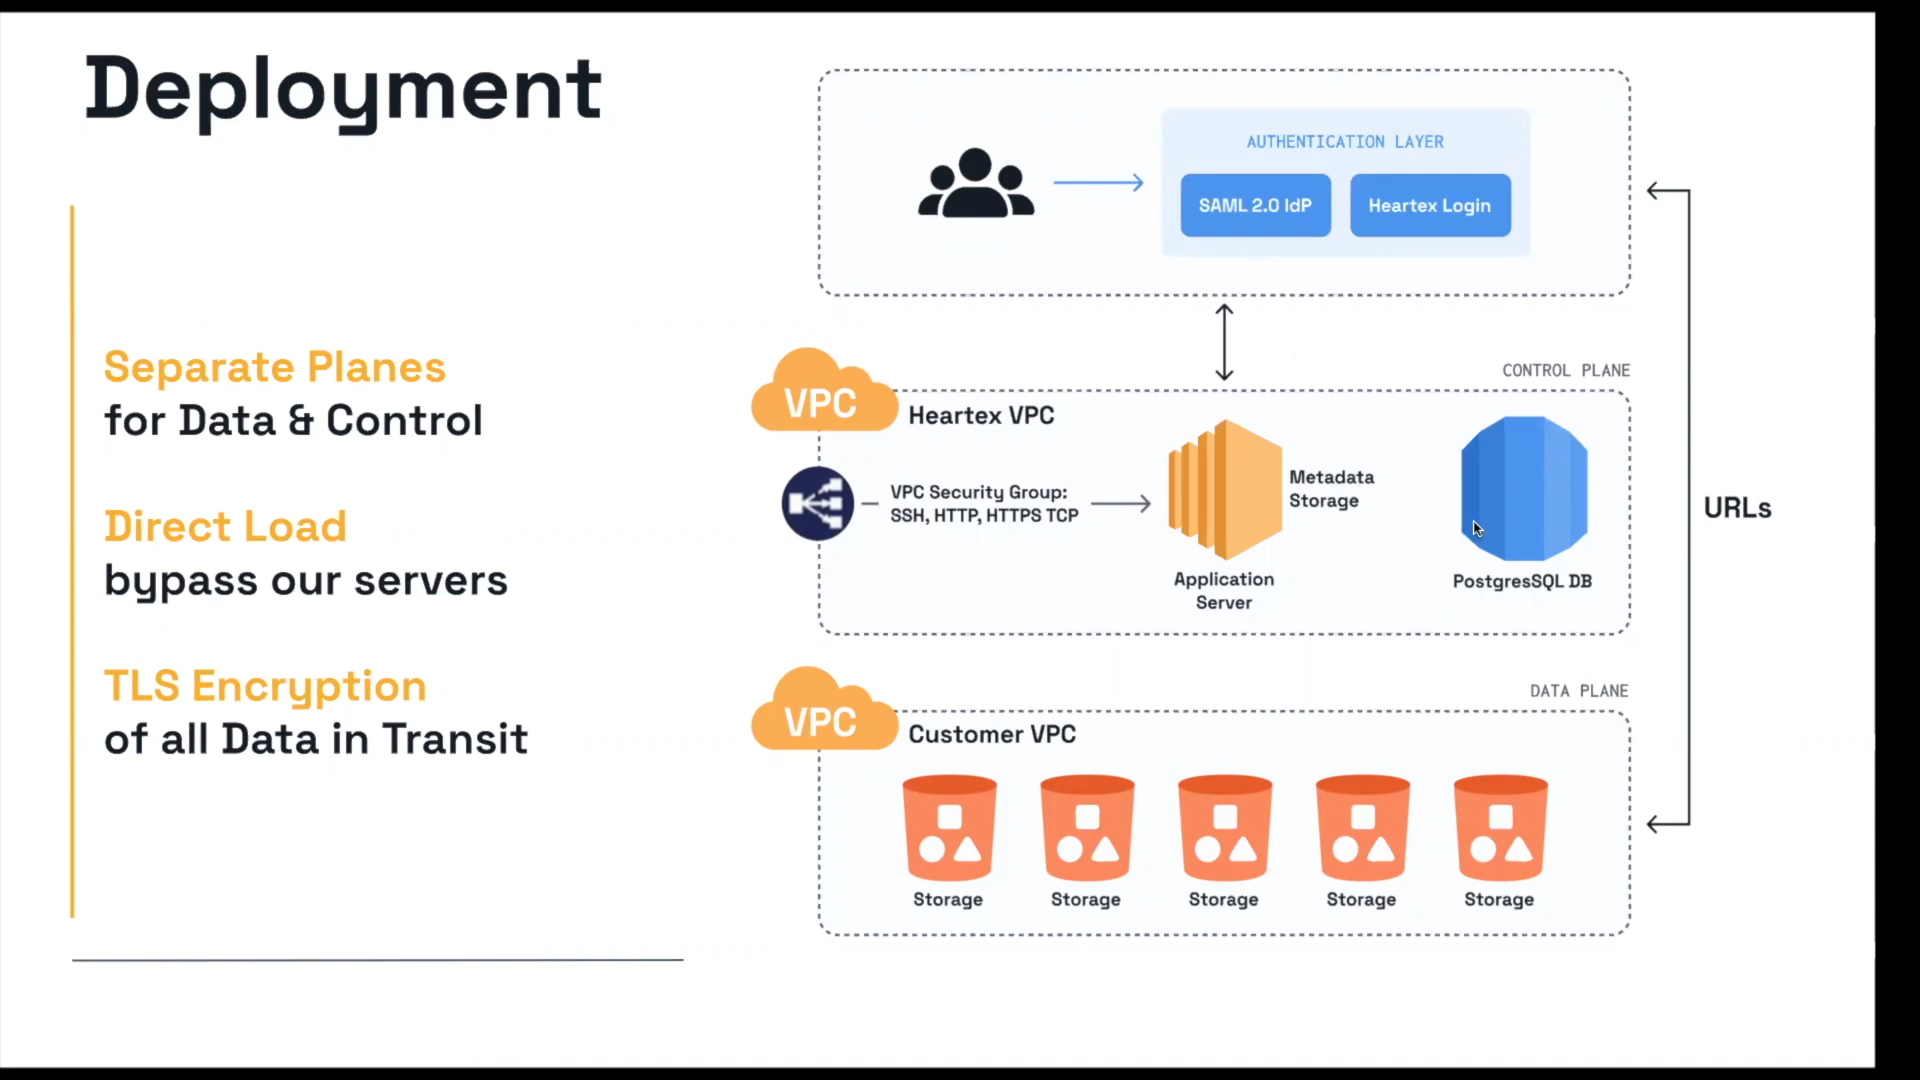 Deployment
Separate Planes
for Data & Control
Direct Load
bypass our servers
TLS Encryption
of all Data in Transit
AUTHENTICATION LAYER
SAML 2.0 IdP
Heartex Login
CONTROL PLANE
VPC
Heartex VPC
VPC Security Group:
SSH, HTTP, HTTPS TCP
Metadata
Storage
Application
Server
PostgresSQL DB
URLs
DATA PLANE
VPC
Customer VPC
Storage
Storage
Storage
Storage
Storage